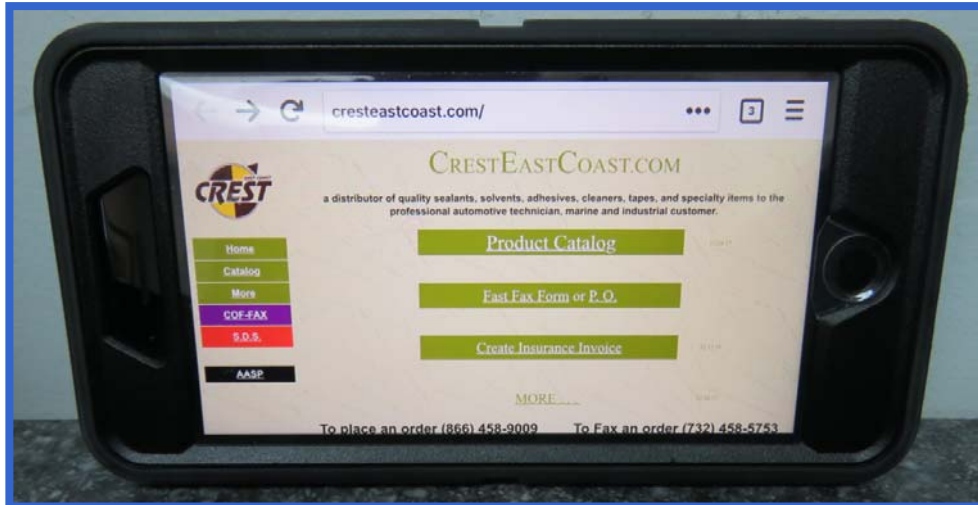 cresteastcoast.com/
3
EAST COAST
CREST
CRESTEASTCOAST.COM
a distributor of quality sealants, solvents, adhesives, cleaners, tapes, and specialty items to the
professional automotive technician, marine and industrial customer.
Home
Catalog
More
COF-FAX
S.D.S.
AASP
Product Catalog
Fast Fax Form or P. O.
Create Insurance Invoice
MORE . . .
To place an order (866) 458-9009 To Fax an order (732) 458-5753